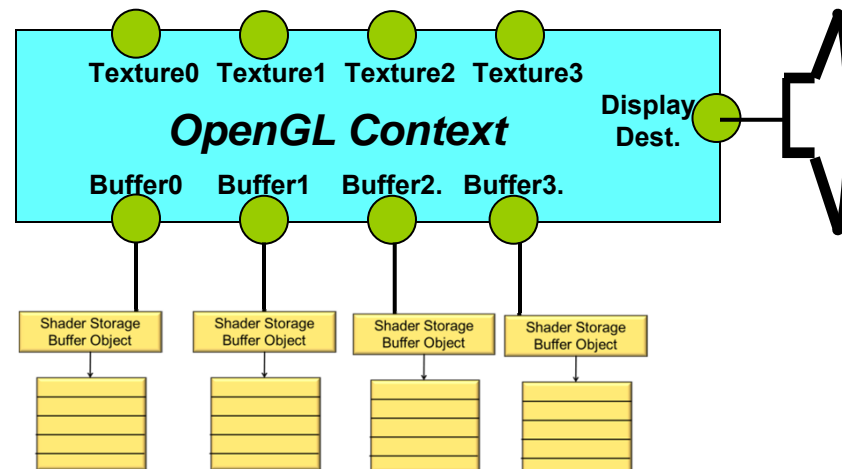 Texture0 Texture1 Texture2 Texture3
Display
Dest.
OpenGL Context
Buffer0 Buffer1 Buffer2. Buffer3.
Shader Storage
Buffer Object
Shader Storage
Buffer Object
Shader Storage
Buffer Object
Shader Storage
Buffer Object